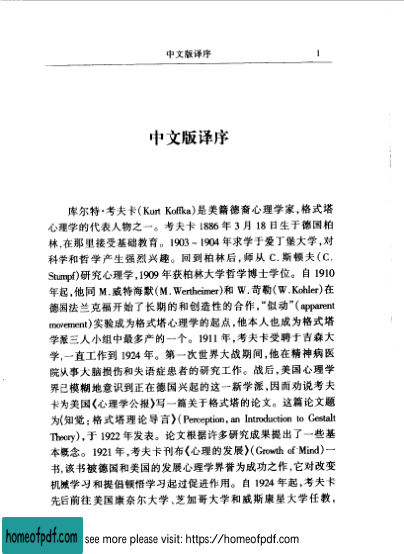 中文版译序 1
中文版译序
库尔特·考夫卡(Kurt Koffka)是美籍德裔心理学家,格式塔
心理学的代表人物之一。考夫卡1886年3月18日生于德国柏
林,在那里接受基础教育。1903~1904年求学于爱丁堡大学,对
科学和哲学产生强烈兴趣。回到柏林后,师从C.斯顿夫(C.
Stumpf)研究心理学,1909年获柏林大学哲学博士学位。自1910
年起,他同M.威特海默(M.Wertheimer)和W.苛勒(W.Kohler)在
德国法兰克福开始了长期的和创造性的合作,“似动”(apparent
movement)实验成为格式塔心理学的起点,他本人也成为格式塔
学派三人小组中最多产的一个。1911年,考夫卡受聘于吉森大
学,一直工作到1924年。第一次世界大战期间,他在精神病医
院从事大脑损伤和失语症患者的研究工作。战后,美国心理学
界已模糊地意识到正在德国兴起的这一新学派,因而劝说考夫
卡为美国《心理学公报》写一篇关于格式塔的论文。这篇论文题
为《知觉:格式塔理论导言》(Perception, an Introduction to Gestalt
Theory),于1922年发表。论文根据许多研究成果提出了一些基
本概念。1921年,考夫卡刊布《心理的发展》(Growth of Mind)一
书,该书被德国和美国的发展心理学界誉为成功之作,它对改变
机械学习和提倡顿悟学习起过促进作用。自1924年起,考夫卡
先后前往美国康奈尔大学、芝加哥大学和威斯康星大学任教,
homeofpdf.com see more please visit: https://homeofpdf.com